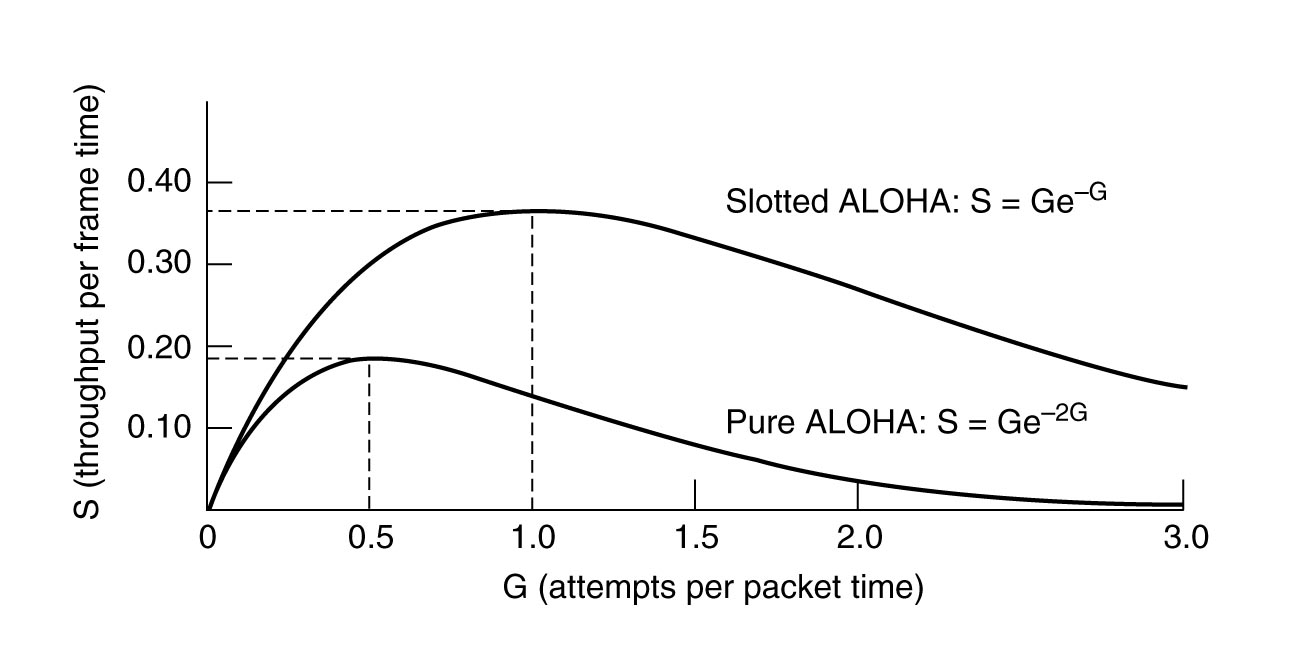 S (throughput per frame time)
0.40
0.30
0.20
0.10
Slotted ALOHA: S = Ge⁻ᴳ
Pure ALOHA: S = Ge⁻²ᴳ
0 0.5 1.0 1.5 2.0 3.0
G (attempts per packet time)